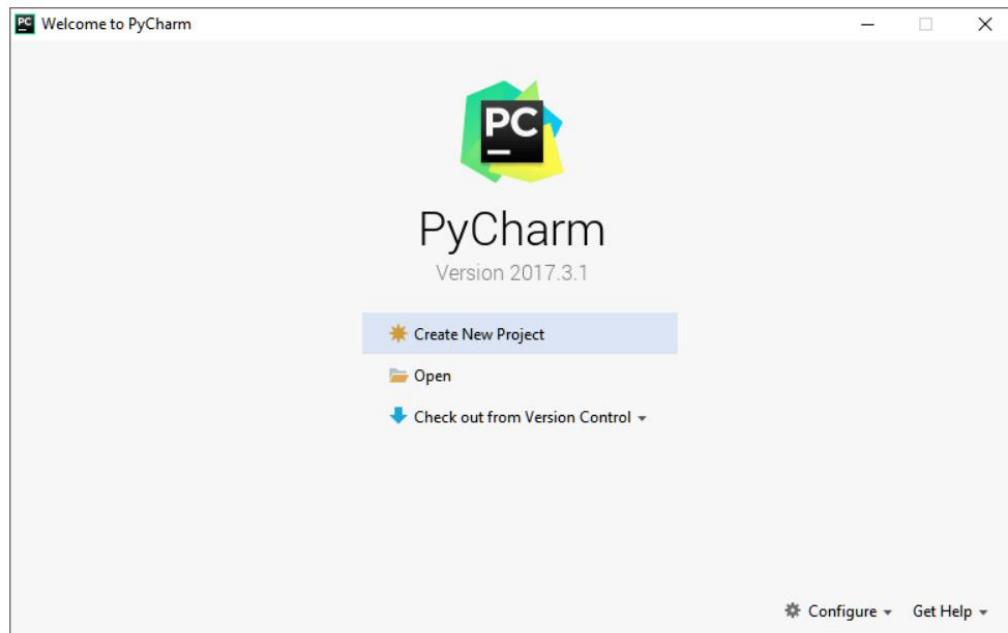 PC Welcome to PyCharm
PC
PyCharm
Version 2017.3.1
Create New Project
Open
Check out from Version Control
Configure Get Help